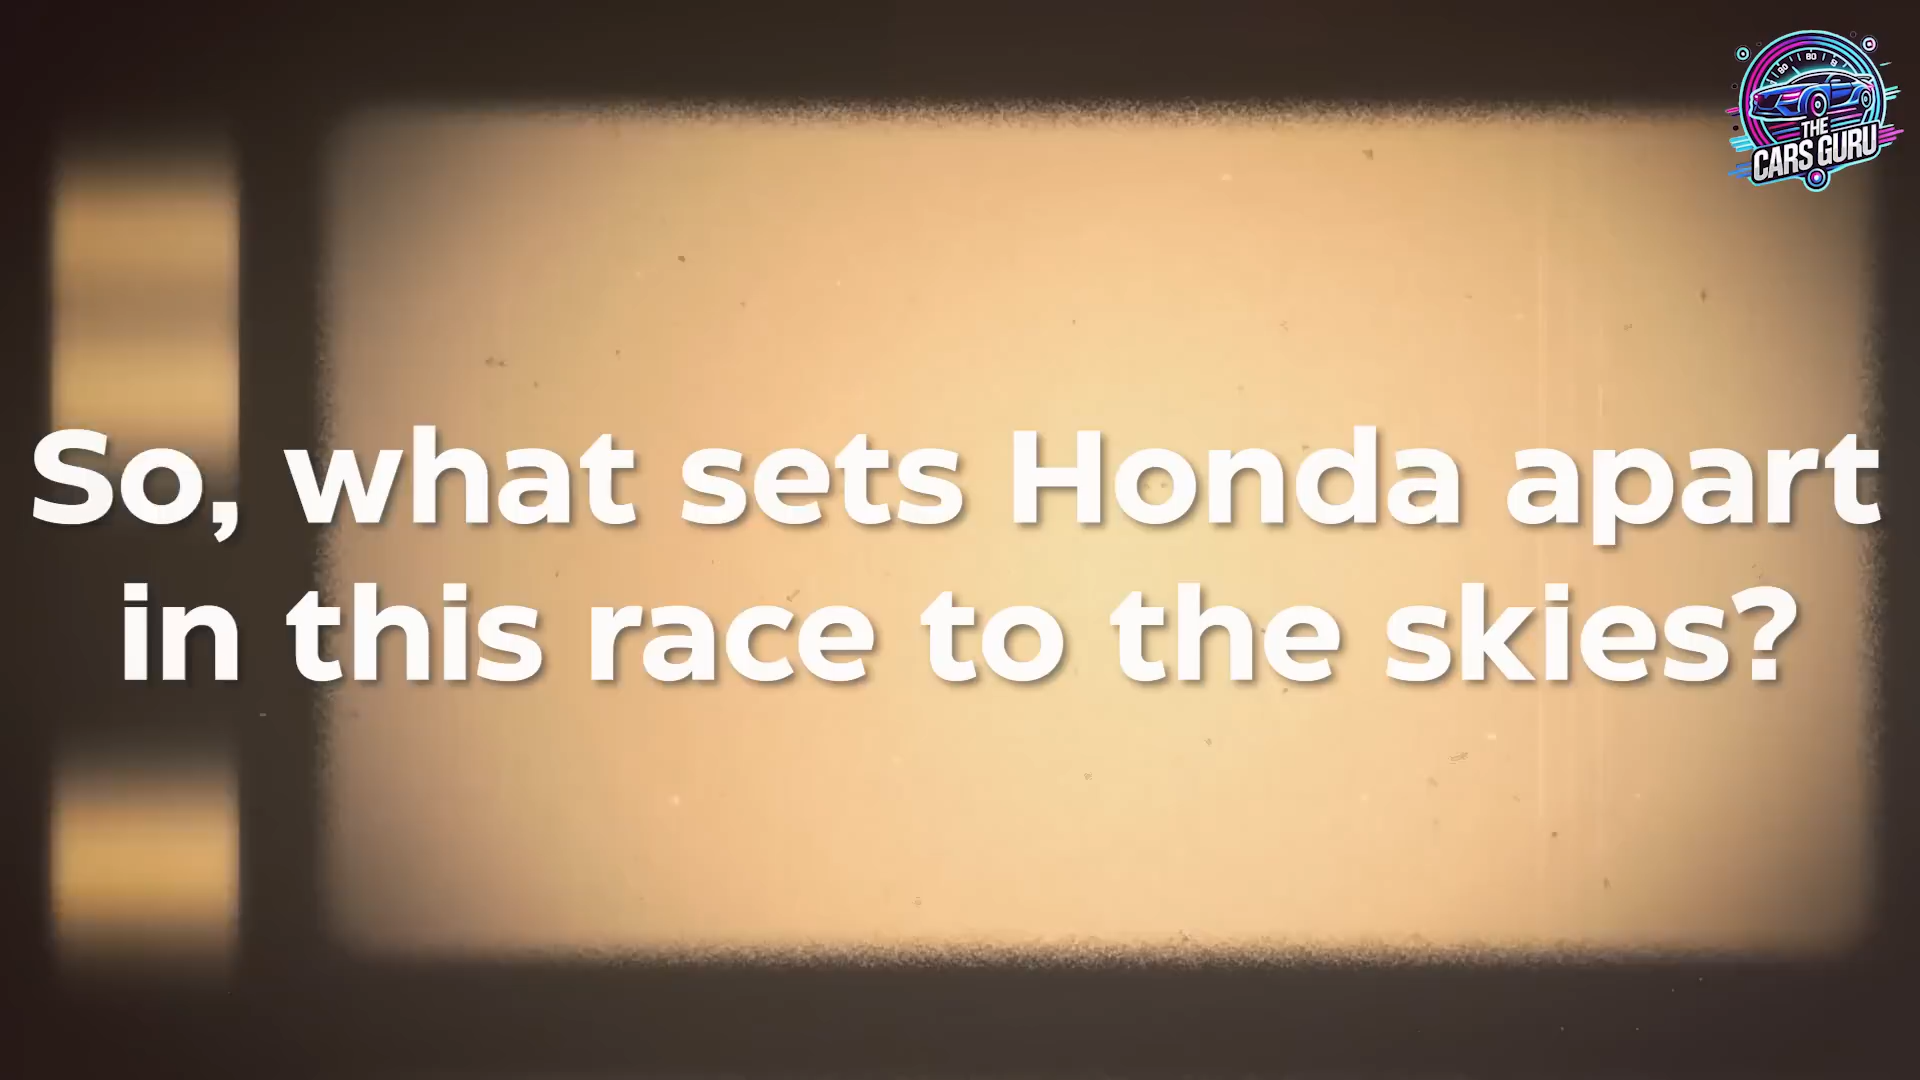 THE
CARS GURU
So, what sets Honda apart
in this race to the skies?